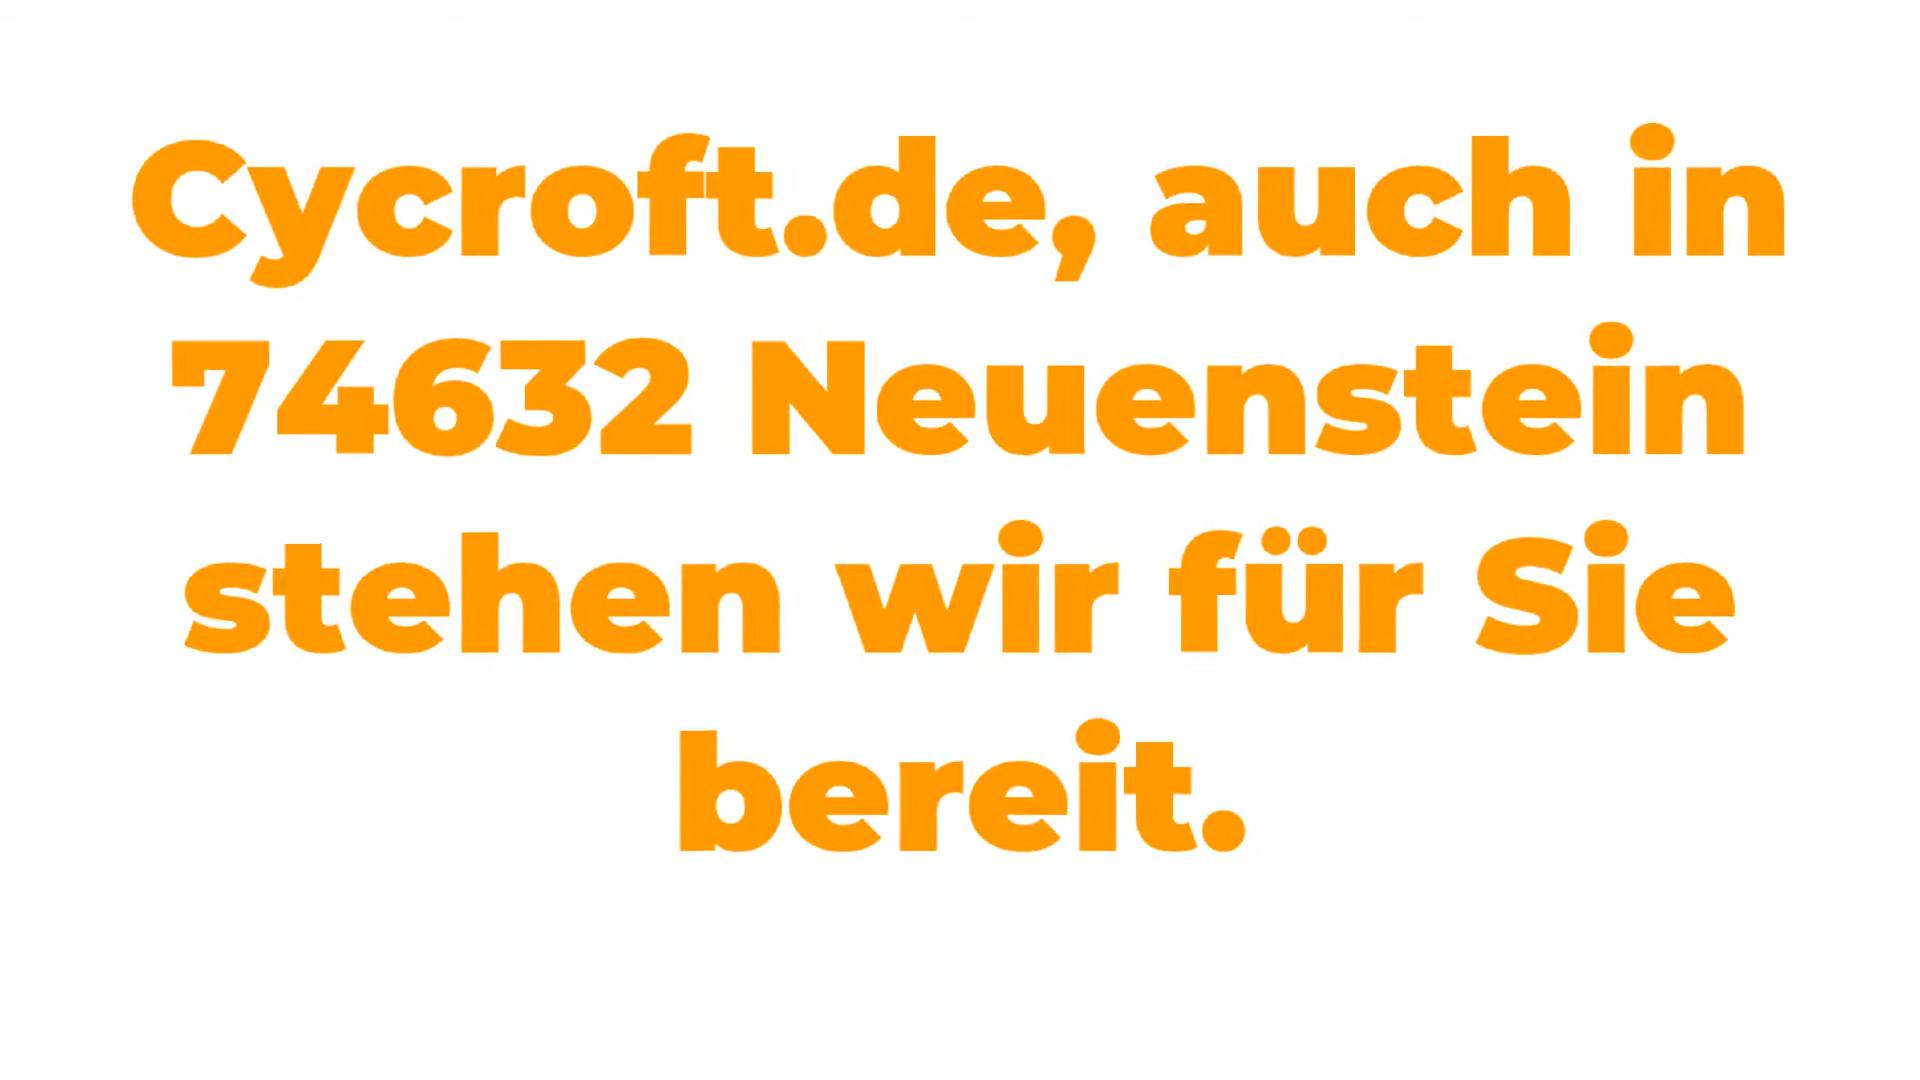 Cycroft.de, auch in
74632 Neuenstein
stehen wir für Sie
bereit.